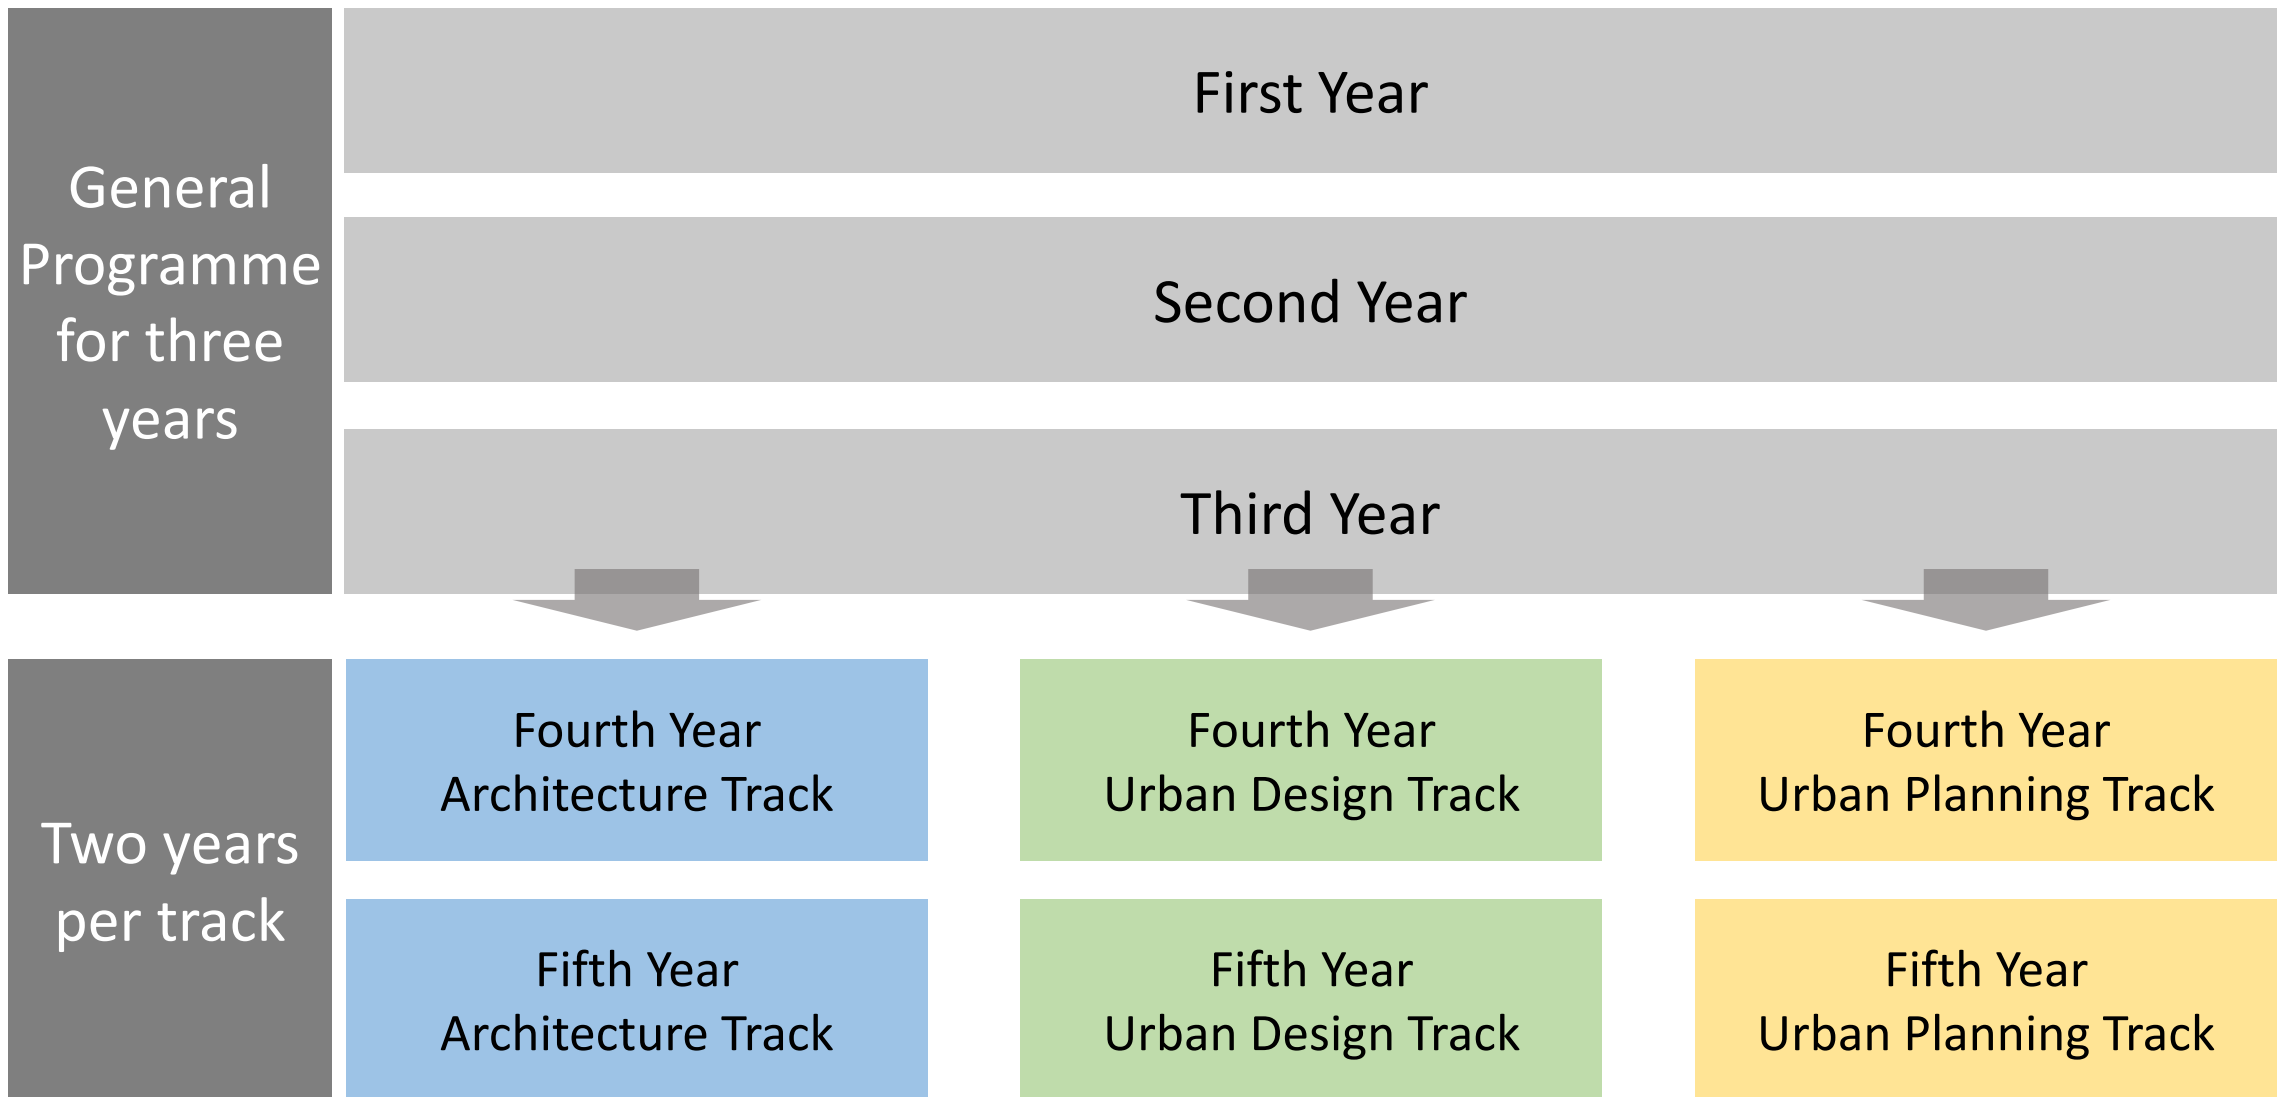 General
Programme
for three
years
First Year
Second Year
Third Year
Two years
per track
Fourth Year
Architecture Track
Fourth Year
Urban Design Track
Fourth Year
Urban Planning Track
Fifth Year
Architecture Track
Fifth Year
Urban Design Track
Fifth Year
Urban Planning Track